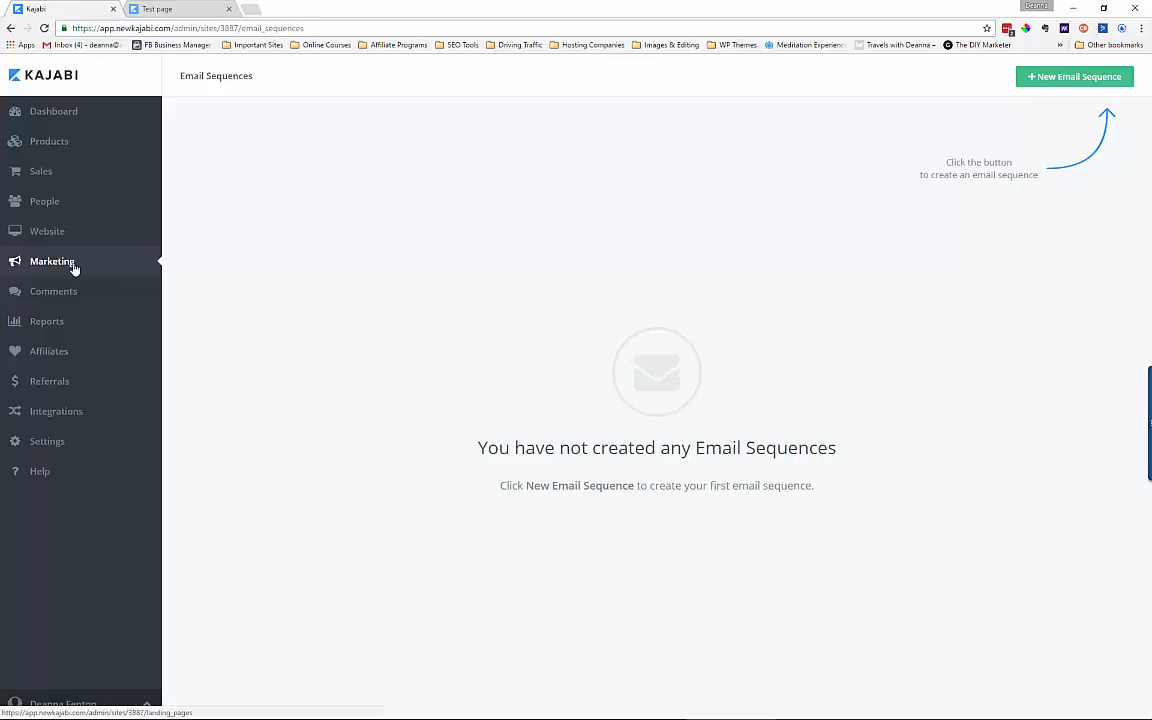 Kajabi
Test page
Deanna
https://app.newkajabi.com/admin/sites/3887/email_sequences
Apps
Inbox (4) - deanna@
FB Business Manager
Important Sites
Online Courses
Affiliate Programs
SEO Tools
Driving Traffic
Hosting Companies
Images & Editing
WP Themes
Meditation Experien
Travels with Deanna –
The DIY Marketer
»
Other bookmarks
KAJABI
Email Sequences
+ New Email Sequence
Dashboard
Products
Sales
People
Website
Marketing
Comments
Reports
Affiliates
Referrals
Integrations
Settings
Help
Click the button
to create an email sequence
You have not created any Email Sequences
Click New Email Sequence to create your first email sequence.
Deanna Fenton
https://app.newkajabi.com/admin/sites/3887/landing_pages